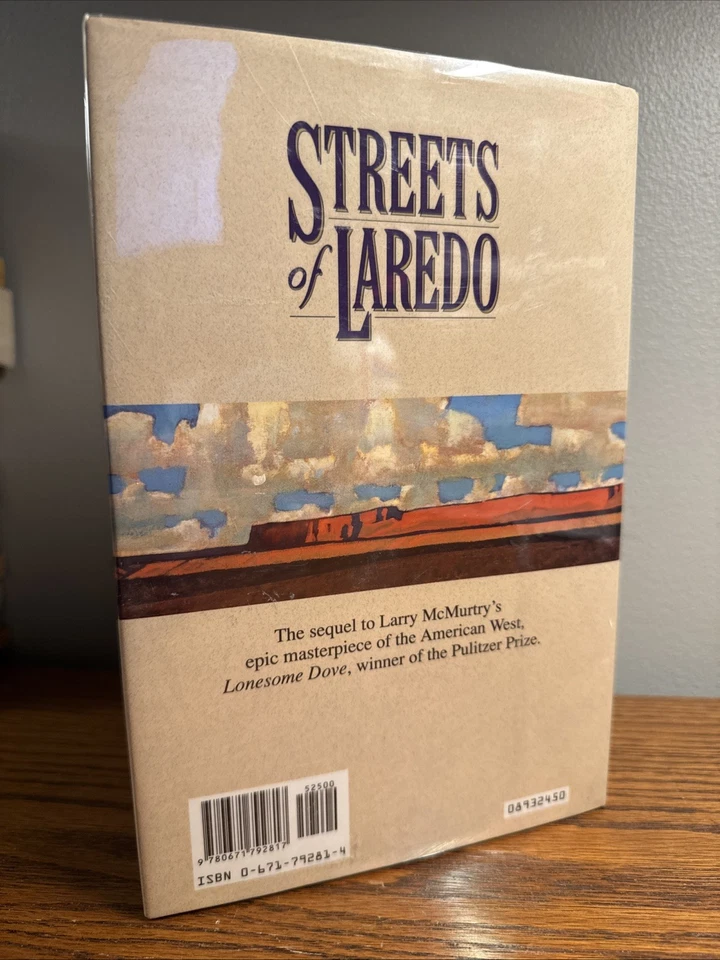 STREETS
of LAREDO
The sequel to Larry McMurtry's
epic masterpiece of the American West,
Lonesome Dove, winner of the Pulitzer Prize.
52500
9 780671 792817
ISBN 0-671-79281-4
08932450